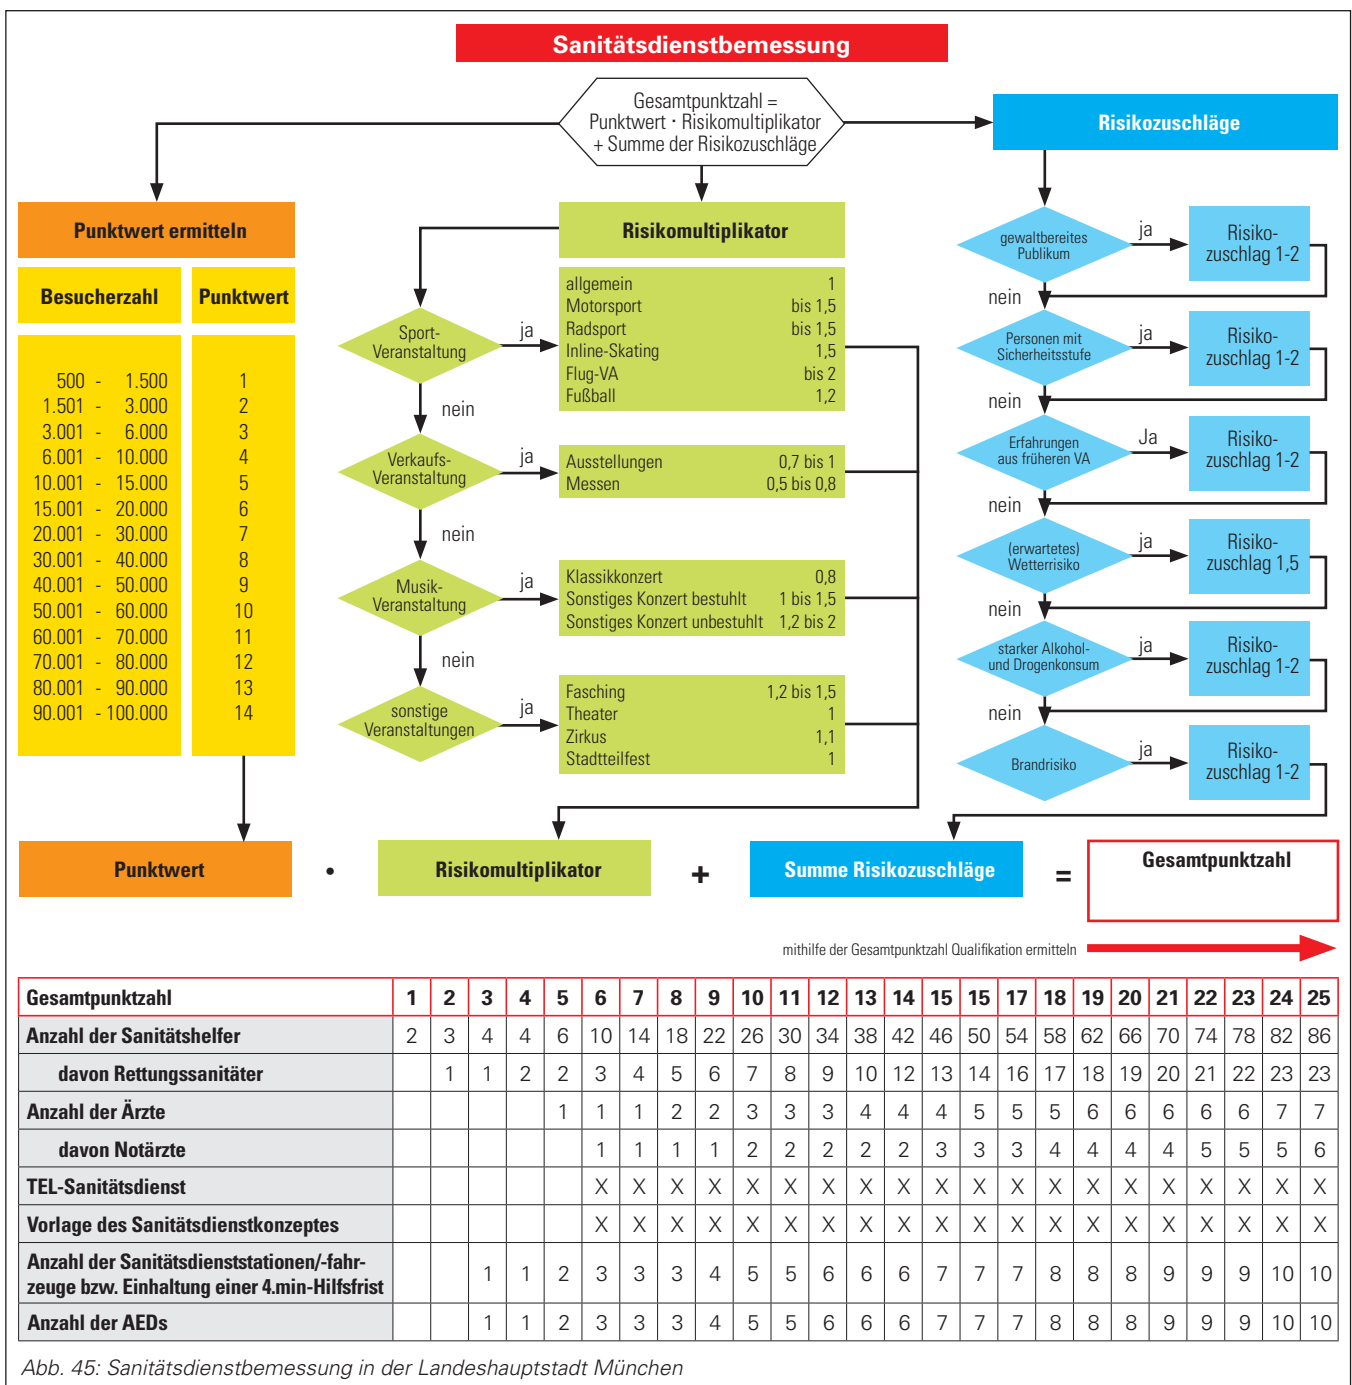 Sanitätsdienstbemessung
Gesamtpunktzahl =
Punktwert · Risikomultiplikator
+ Summe der Risikozuschläge
Punktwert ermitteln
Besucherzahl Punktwert
500 - 1.500 1
1.501 - 3.000 2
3.001 - 6.000 3
6.001 - 10.000 4
10.001 - 15.000 5
15.001 - 20.000 6
20.001 - 30.000 7
30.001 - 40.000 8
40.001 - 50.000 9
50.001 - 60.000 10
60.001 - 70.000 11
70.001 - 80.000 12
80.001 - 90.000 13
90.001 - 100.000 14
Risikomultiplikator
Sport-
Veranstaltung
ja
allgemein 1
Motorsport bis 1,5
Radsport bis 1,5
Inline-Skating 1,5
Flug-VA bis 2
Fußball 1,2
nein
Verkaufs-
Veranstaltung
ja
Ausstellungen 0,7 bis 1
Messen 0,5 bis 0,8
nein
Musik-
Veranstaltung
ja
Klassikkonzert 0,8
Sonstiges Konzert bestuhlt 1 bis 1,5
Sonstiges Konzert unbestuhlt 1,2 bis 2
nein
sonstige
Veranstaltungen
ja
Fasching 1,2 bis 1,5
Theater 1
Zirkus 1,1
Stadtteilfest 1
Risikozuschläge
gewaltbereites
Publikum
ja
Risiko-
zuschlag 1-2
nein
Personen mit
Sicherheitsstufe
ja
Risiko-
zuschlag 1-2
nein
Erfahrungen
aus früheren VA
Ja
Risiko-
zuschlag 1-2
nein
(erwartetes)
Wetterrisiko
ja
Risiko-
zuschlag 1,5
nein
starker Alkohol-
und Drogenkonsum
ja
Risiko-
zuschlag 1-2
nein
Brandrisiko
ja
Risiko-
zuschlag 1-2
Punktwert • Risikomultiplikator + Summe Risikozuschläge = Gesamtpunktzahl
mithilfe der Gesamtpunktzahl Qualifikation ermitteln
Gesamtpunktzahl 1 2 3 4 5 6 7 8 9 10 11 12 13 14 15 15 17 18 19 20 21 22 23 24 25
Anzahl der Sanitätshelfer 2 3 4 4 6 10 14 18 22 26 30 34 38 42 46 50 54 58 62 66 70 74 78 82 86
davon Rettungssanitäter 1 1 2 2 3 4 5 6 7 8 9 10 12 13 14 16 17 18 19 20 21 22 23 23
Anzahl der Ärzte 1 1 1 2 2 3 3 3 4 4 4 5 5 5 6 6 6 6 6 7 7
davon Notärzte 1 1 1 1 2 2 2 2 2 3 3 3 4 4 4 4 5 5 5 6
TEL-Sanitätsdienst X X X X X X X X X X X X X X X X X X X X
Vorlage des Sanitätsdienstkonzeptes X X X X X X X X X X X X X X X X X X X X
Anzahl der Sanitätsdienststationen/-fahr-
zeuge bzw. Einhaltung einer 4.min-Hilfsfrist 1 1 2 3 3 3 4 5 5 6 6 6 7 7 7 8 8 8 9 9 9 10 10
Anzahl der AEDs 1 1 2 3 3 3 4 5 5 6 6 6 7 7 7 8 8 8 9 9 9 10 10
Abb. 45: Sanitätsdienstbemessung in der Landeshauptstadt München